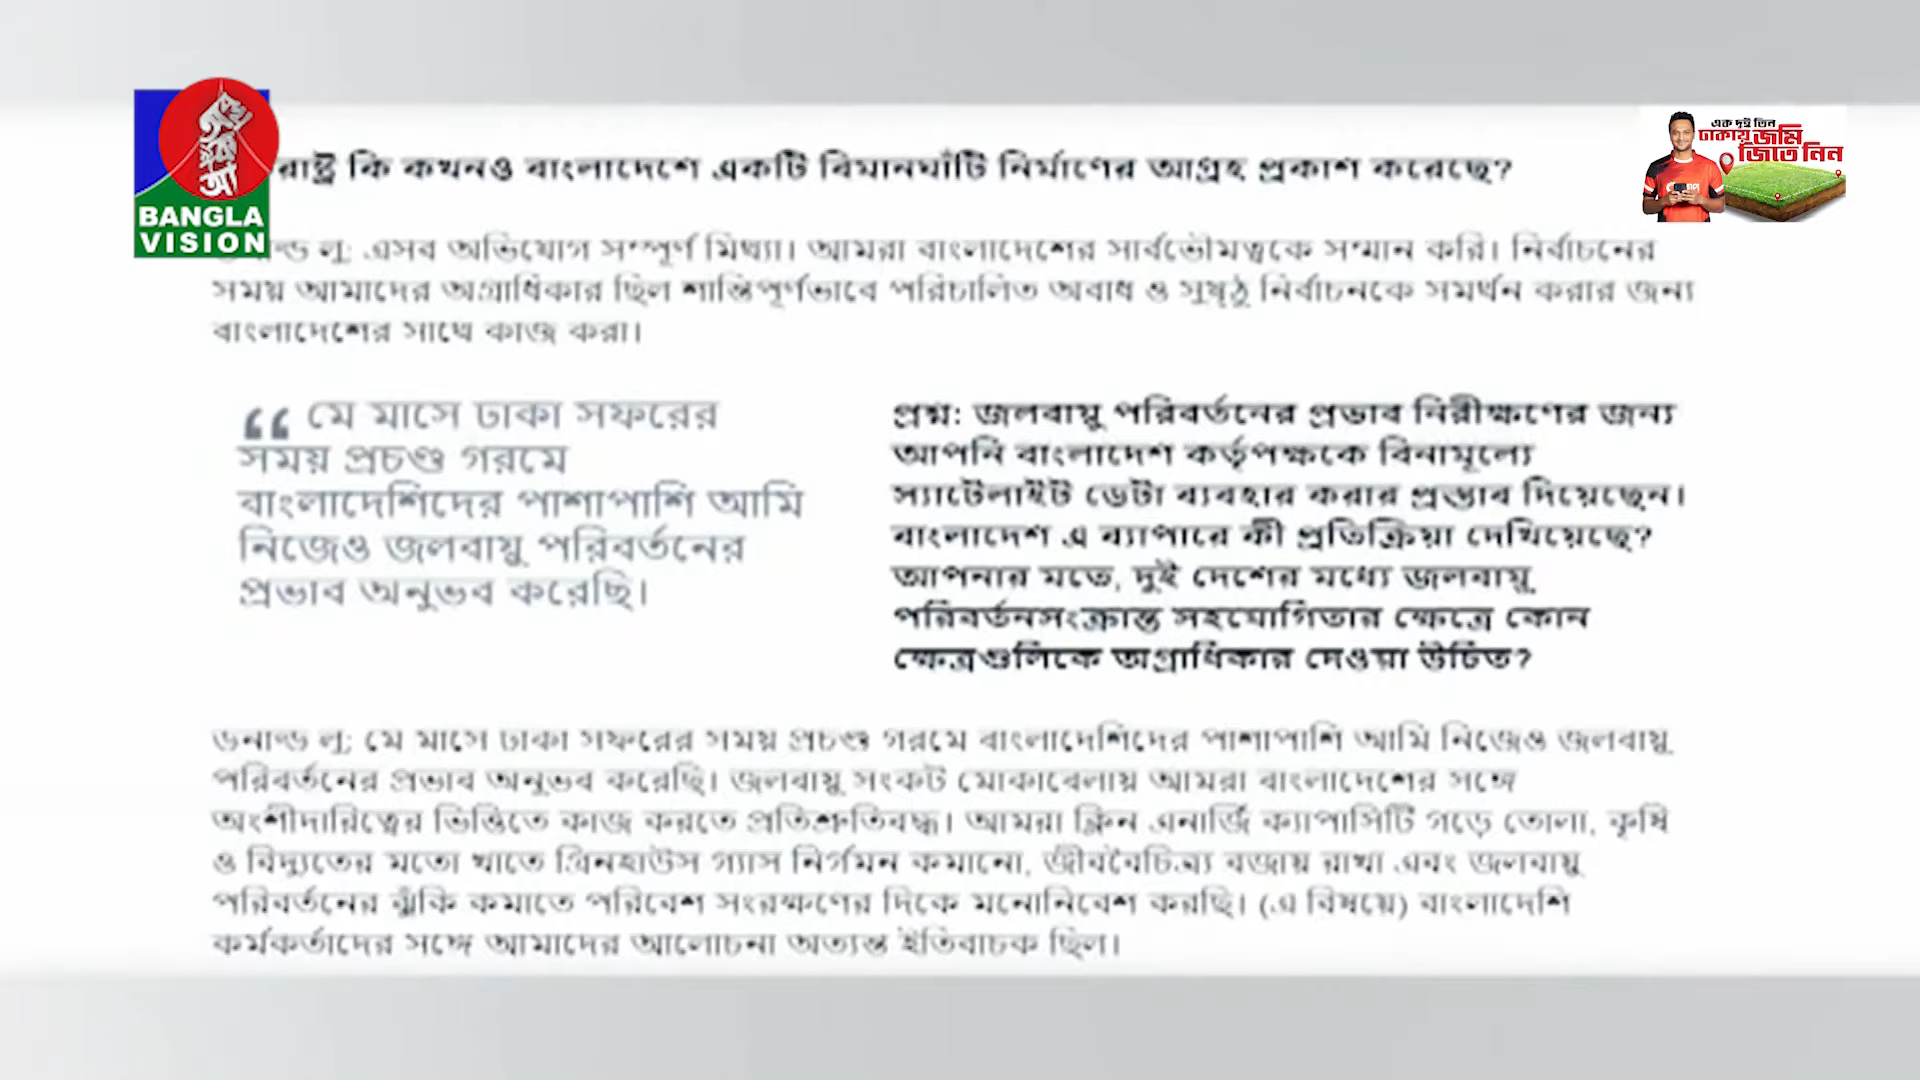 BANGLA
VISION
এক দুই তিন
ঢাকায় জমি
জিতে নিন
রাষ্ট্র কি কখনও বাংলাদেশে একটি বিমানঘাঁটি নির্মাণের আগ্রহ প্রকাশ করেছে?
লু: এসব অভিযোগ সম্পূর্ণ মিথ্যা। আমরা বাংলাদেশের সার্বভৌমত্বকে সম্মান করি। নির্বাচনের
সময় আমাদের অগ্রাধিকার ছিল শান্তিপূর্ণভাবে পরিচালিত অবাধ ও সুষ্ঠু নির্বাচনকে সমর্থন করার জন্য
বাংলাদেশের সাথে কাজ করা।
“ মে মাসে ঢাকা সফরের
সময় প্রচণ্ড গরমে
বাংলাদেশিদের পাশাপাশি আমি
নিজেও জলবায়ু পরিবর্তনের
প্রভাব অনুভব করেছি।
প্রশ্ন: জলবায়ু পরিবর্তনের প্রভাব নিরীক্ষণের জন্য
আপনি বাংলাদেশ কর্তৃপক্ষকে বিনামূল্যে
স্যাটেলাইট ডেটা ব্যবহার করার প্রস্তাব দিয়েছেন।
বাংলাদেশ এ ব্যাপারে কী প্রতিক্রিয়া দেখিয়েছে?
আপনার মতে, দুই দেশের মধ্যে জলবায়ু
পরিবর্তনসংক্রান্ত সহযোগিতার ক্ষেত্রে কোন
ক্ষেত্রগুলিকে অগ্রাধিকার দেওয়া উচিত?
ডনাল্ড লু: মে মাসে ঢাকা সফরের সময় প্রচণ্ড গরমে বাংলাদেশিদের পাশাপাশি আমি নিজেও জলবায়ু
পরিবর্তনের প্রভাব অনুভব করেছি। জলবায়ু সংকট মোকাবেলায় আমরা বাংলাদেশের সঙ্গে
অংশীদারিত্বের ভিত্তিতে কাজ করতে প্রতিশ্রুতিবদ্ধ। আমরা ক্লিন এনার্জি ক্যাপাসিটি গড়ে তোলা, কৃষি
ও বিদ্যুতের মতো খাতে গ্রিনহাউস গ্যাস নির্গমন কমানো, জীববৈচিত্র্য বজায় রাখা এবং জলবায়ু
পরিবর্তনের ঝুঁকি কমাতে পরিবেশ সংরক্ষণের দিকে মনোনিবেশ করছি। (এ বিষয়ে) বাংলাদেশি
কর্মকর্তাদের সঙ্গে আমাদের আলোচনা অত্যন্ত ইতিবাচক ছিল।